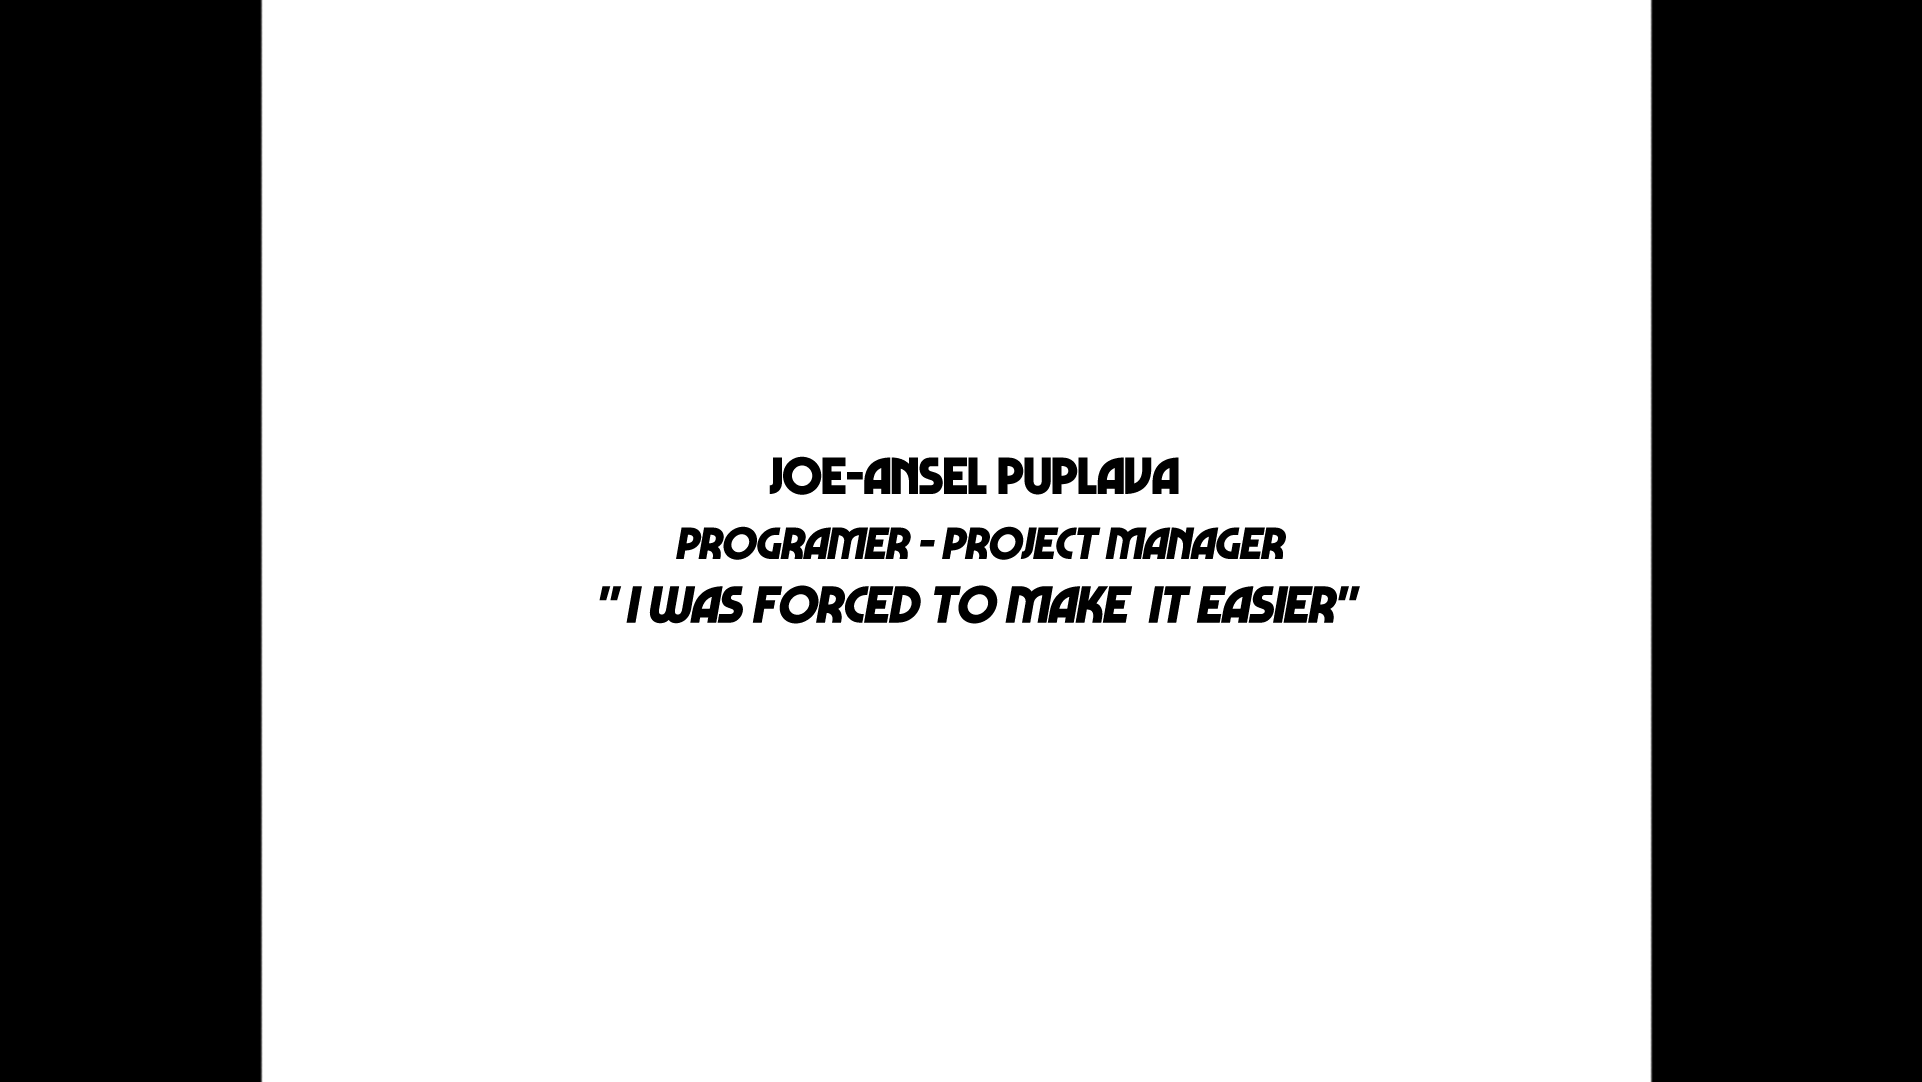 JOE-ANSEL PUPLAVA
PROGRAMER - PROJECT MANAGER
" I WAS FORCED TO MAKE  IT EASIER"